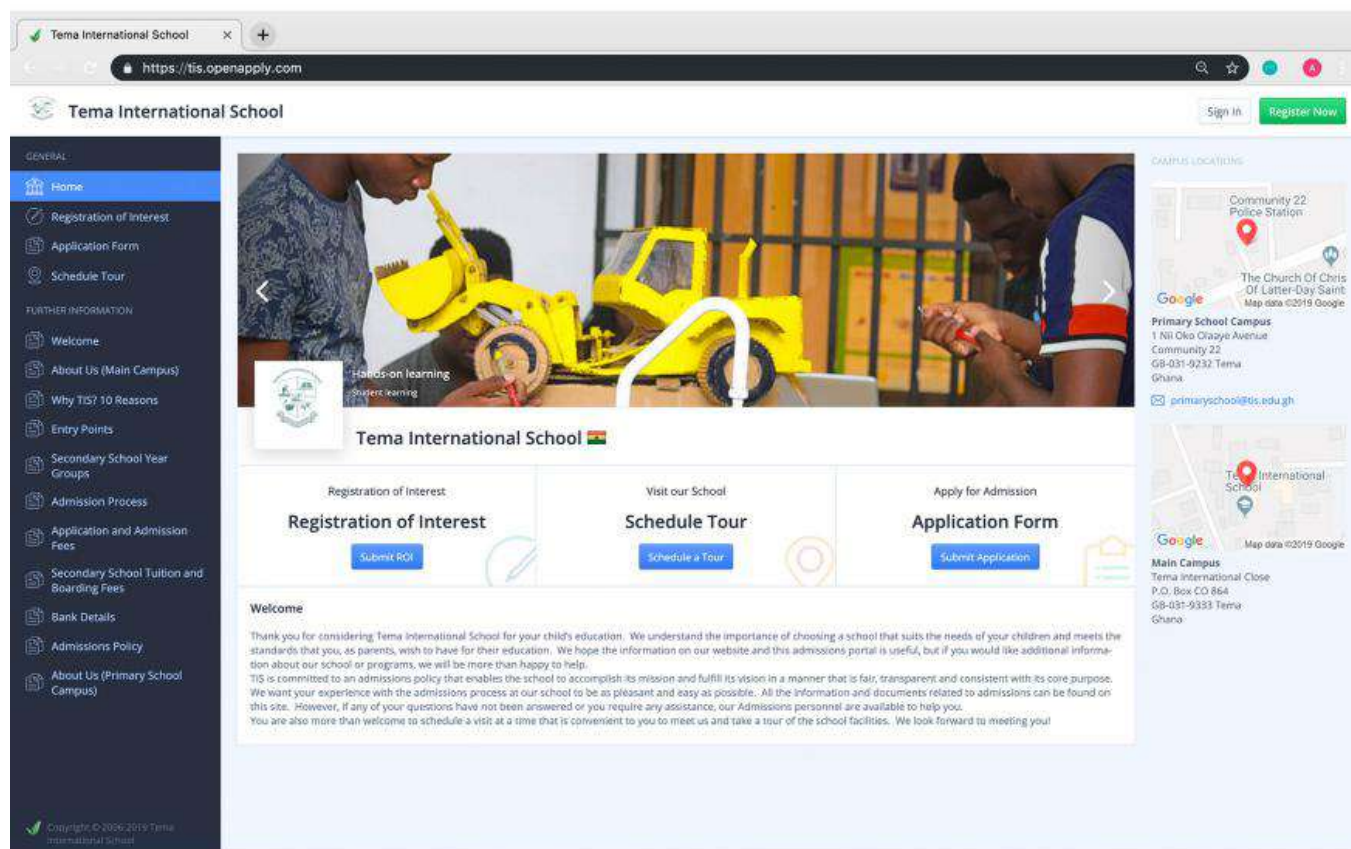 Tema International School
https://tis.openapply.com
A
Tema International School
Sign In
Register Now
GENERAL
Home
Registration of Interest
Application Form
Schedule Tour
FURTHER INFORMATION
Welcome
About Us (Main Campus)
Why TIS? 10 Reasons
Entry Points
Secondary School Year
Groups
Admission Process
Application and Admission
Fees
Secondary School Tuition and
Boarding Fees
Bank Details
Admissions Policy
About Us (Primary School
Campus)
Copyright © 2006-2019 Tema
International School
Hands-on learning
Student learning
Tema International School
Registration of Interest
Registration of Interest
Submit ROI
Visit our School
Schedule Tour
Schedule a Tour
Apply for Admission
Application Form
Submit Application
Welcome
Thank you for considering Tema International School for your child's education. We understand the importance of choosing a school that suits the needs of your children and meets the
standards that you, as parents, wish to have for their education. We hope the information on our website and this admissions portal is useful, but if you would like additional informa-
tion about our school or programs, we will be more than happy to help.
TIS is committed to an admissions policy that enables the school to accomplish its mission and fulfill its vision in a manner that is fair, transparent and consistent with its core purpose.
We want your experience with the admissions process at our school to be as pleasant and easy as possible. All the information and documents related to admissions can be found on
this site. However, if any of your questions have not been answered or you require any assistance, our Admissions personnel are available to help you.
You are also more than welcome to schedule a visit at a time that is convenient to you to meet us and take a tour of the school facilities. We look forward to meeting you!
CAMPUS LOCATIONS
Community 22
Police Station
The Church Of Chris
Of Latter-Day Saint
Google
Map data ©2019 Google
Primary School Campus
1 Nii Oko Olaaye Avenue
Community 22
GB-031-9232 Tema
Ghana
primaryschool@tis.edu.gh
International
School
Google
Map data ©2019 Google
Main Campus
Tema International Close
P.O. Box CO 864
GB-031-9333 Tema
Ghana